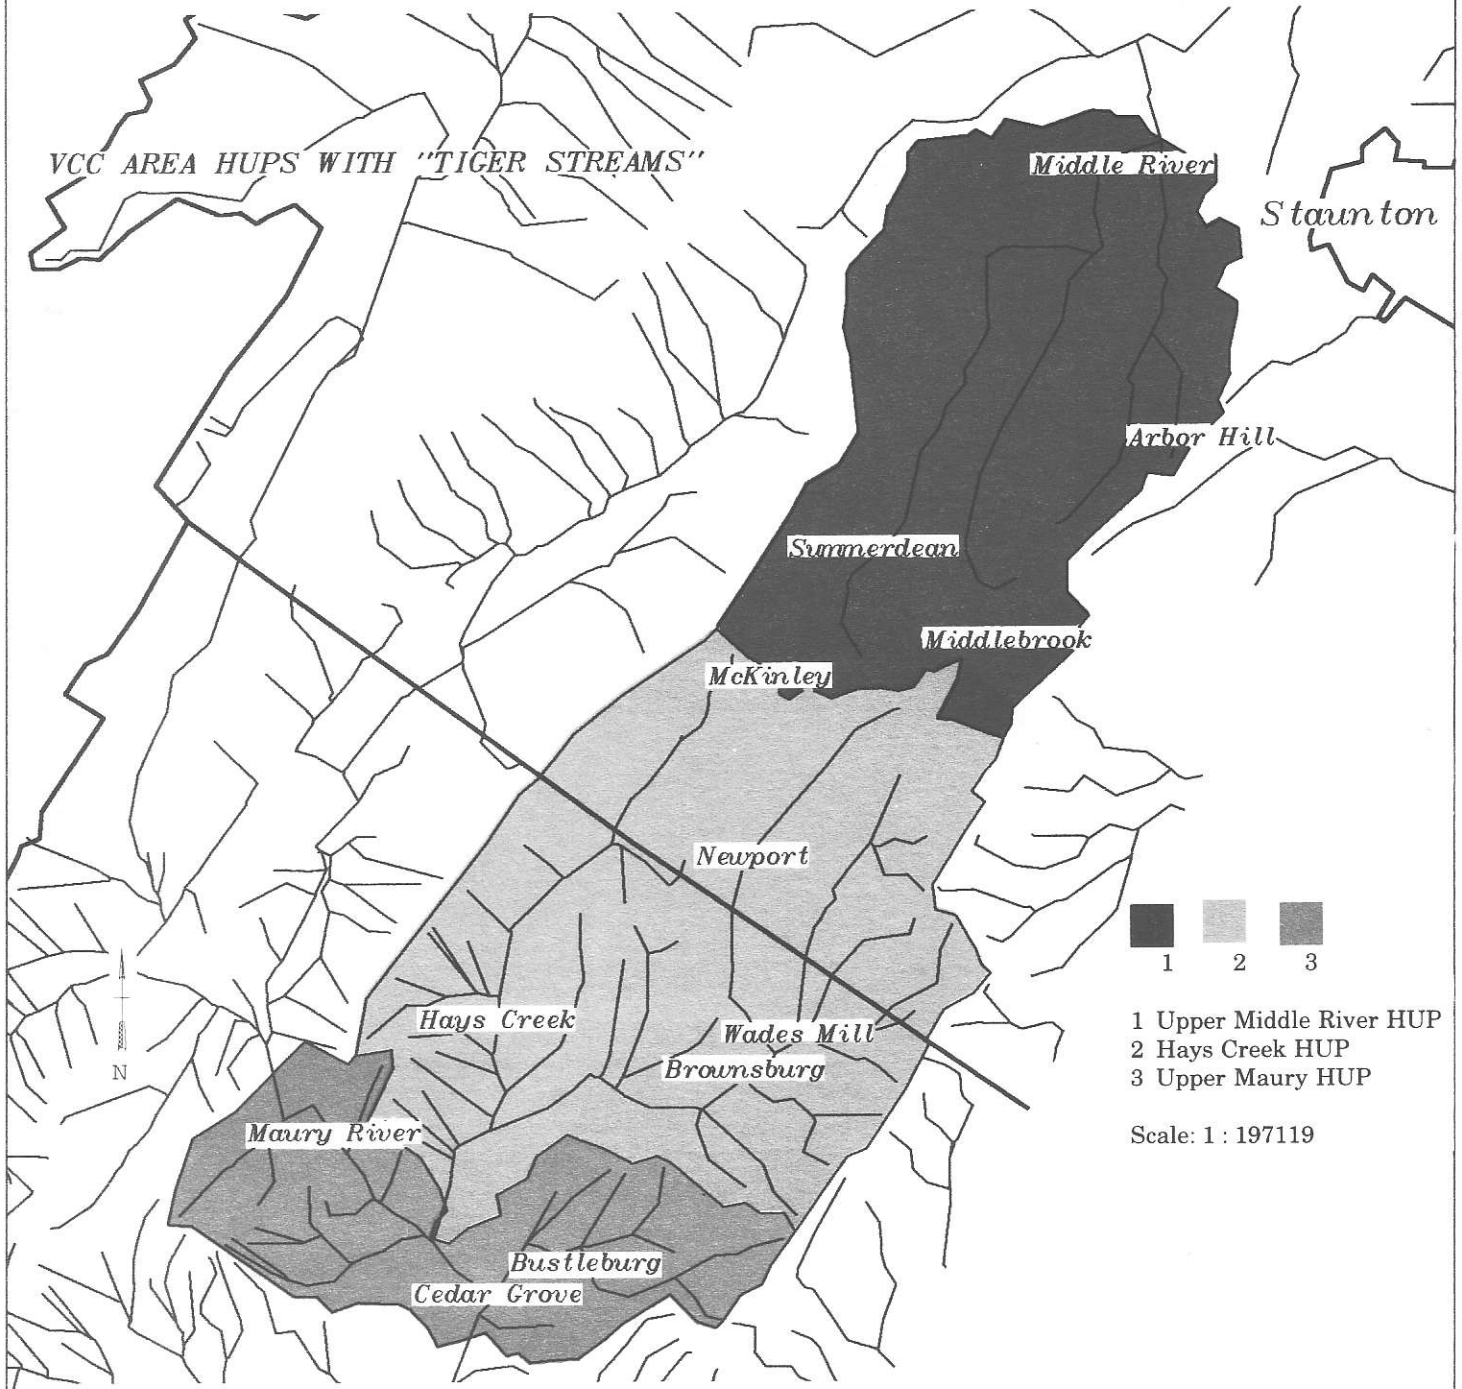 VCC AREA HUPS WITH "TIGER STREAMS"
Middle River
Staunton
Arbor Hill
Summerdean
Middlebrook
McKinley
Newport
1 2 3
Hays Creek
Wades Mill
1 Upper Middle River HUP
2 Hays Creek HUP
Brownsburg
3 Upper Maury HUP
N
Maury River
Scale: 1 : 197119
Bustleburg
Cedar Grove